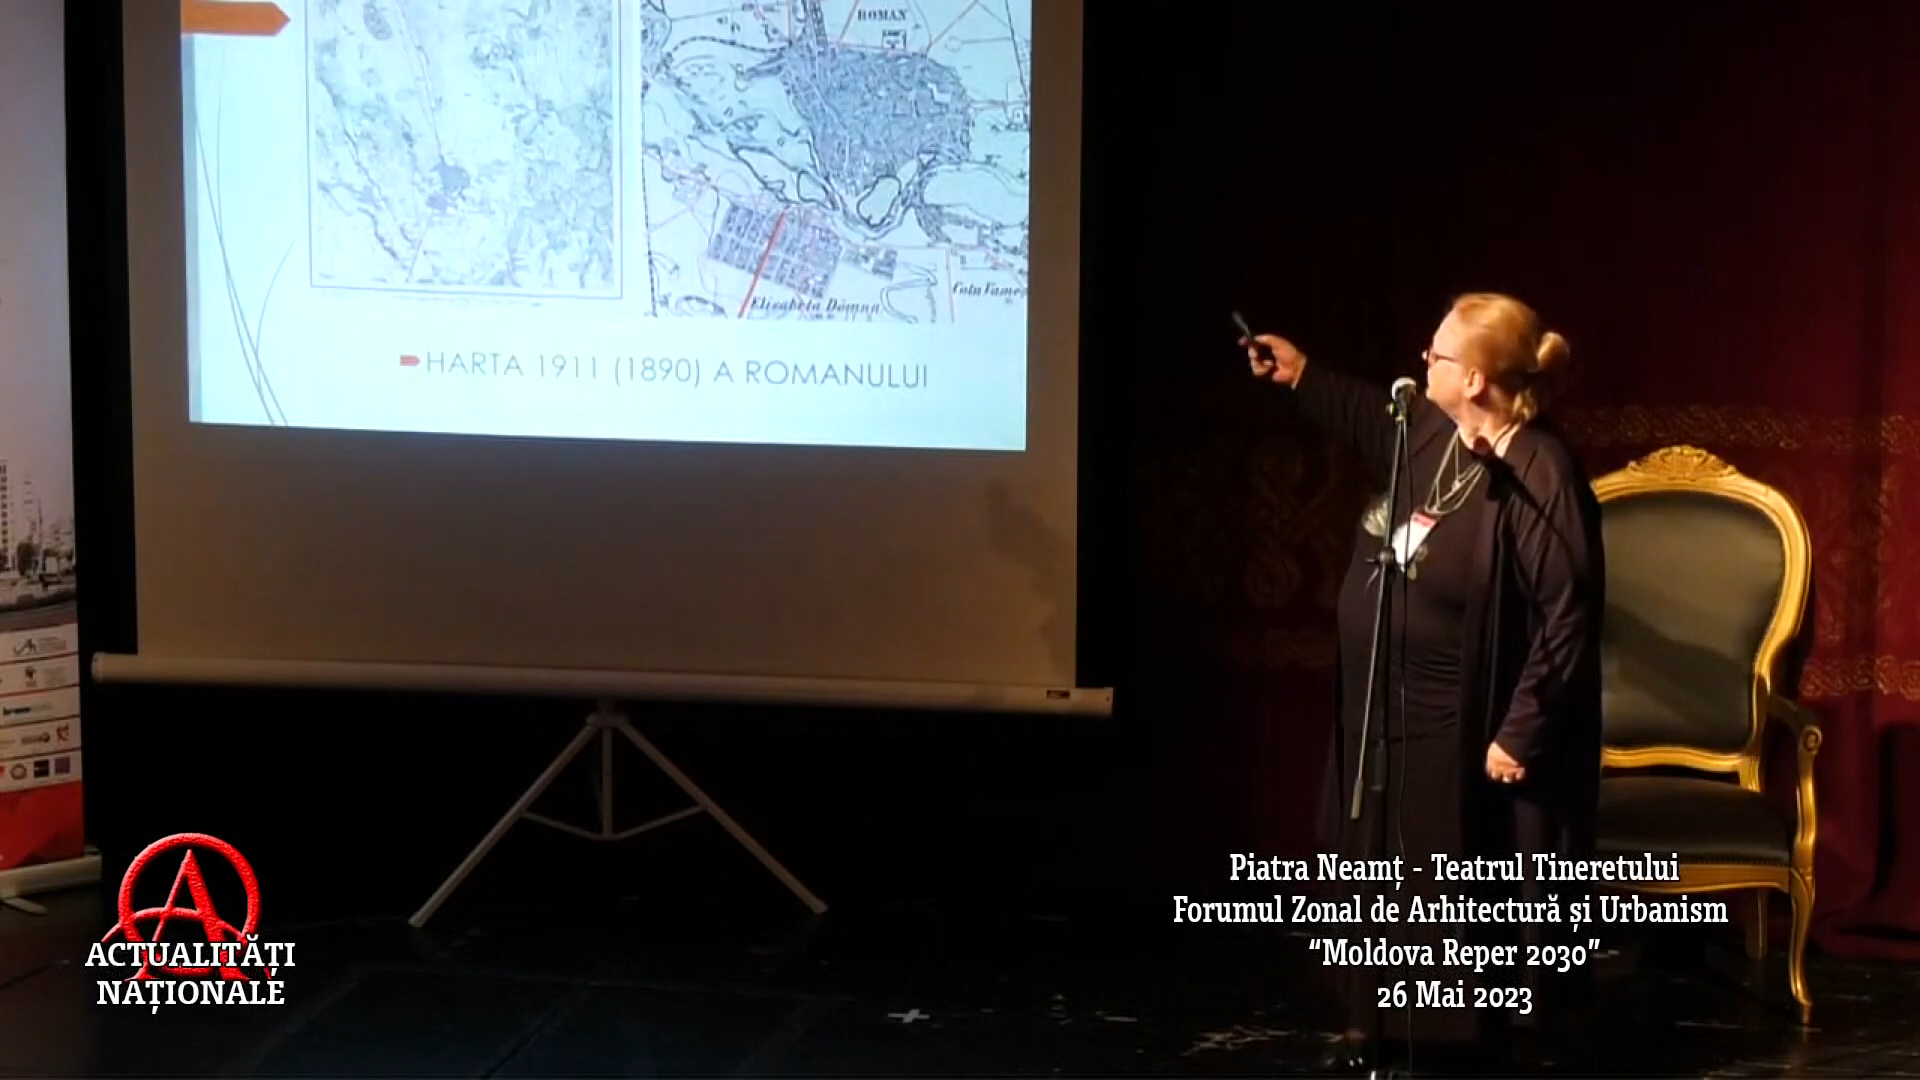 ROMAN
Elisabeta Dómna
HARTA 1911 (1890) A ROMANULUI
Piatra Neamț - Teatrul Tineretului
Forumul Zonal de Arhitectură și Urbanism
“Moldova Reper 2030”
26 Mai 2023
ACTUALITĂȚI
NAȚIONALE